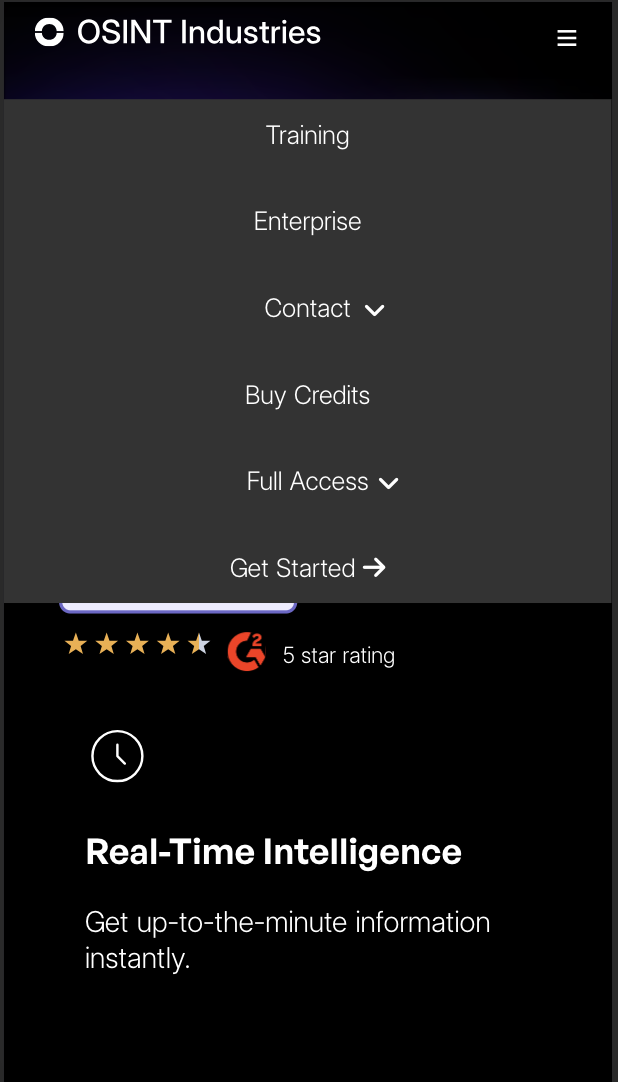 OSINT Industries
Training
Enterprise
Contact
Buy Credits
Full Access
Get Started
G2
5 star rating
Real-Time Intelligence
Get up-to-the-minute information
instantly.